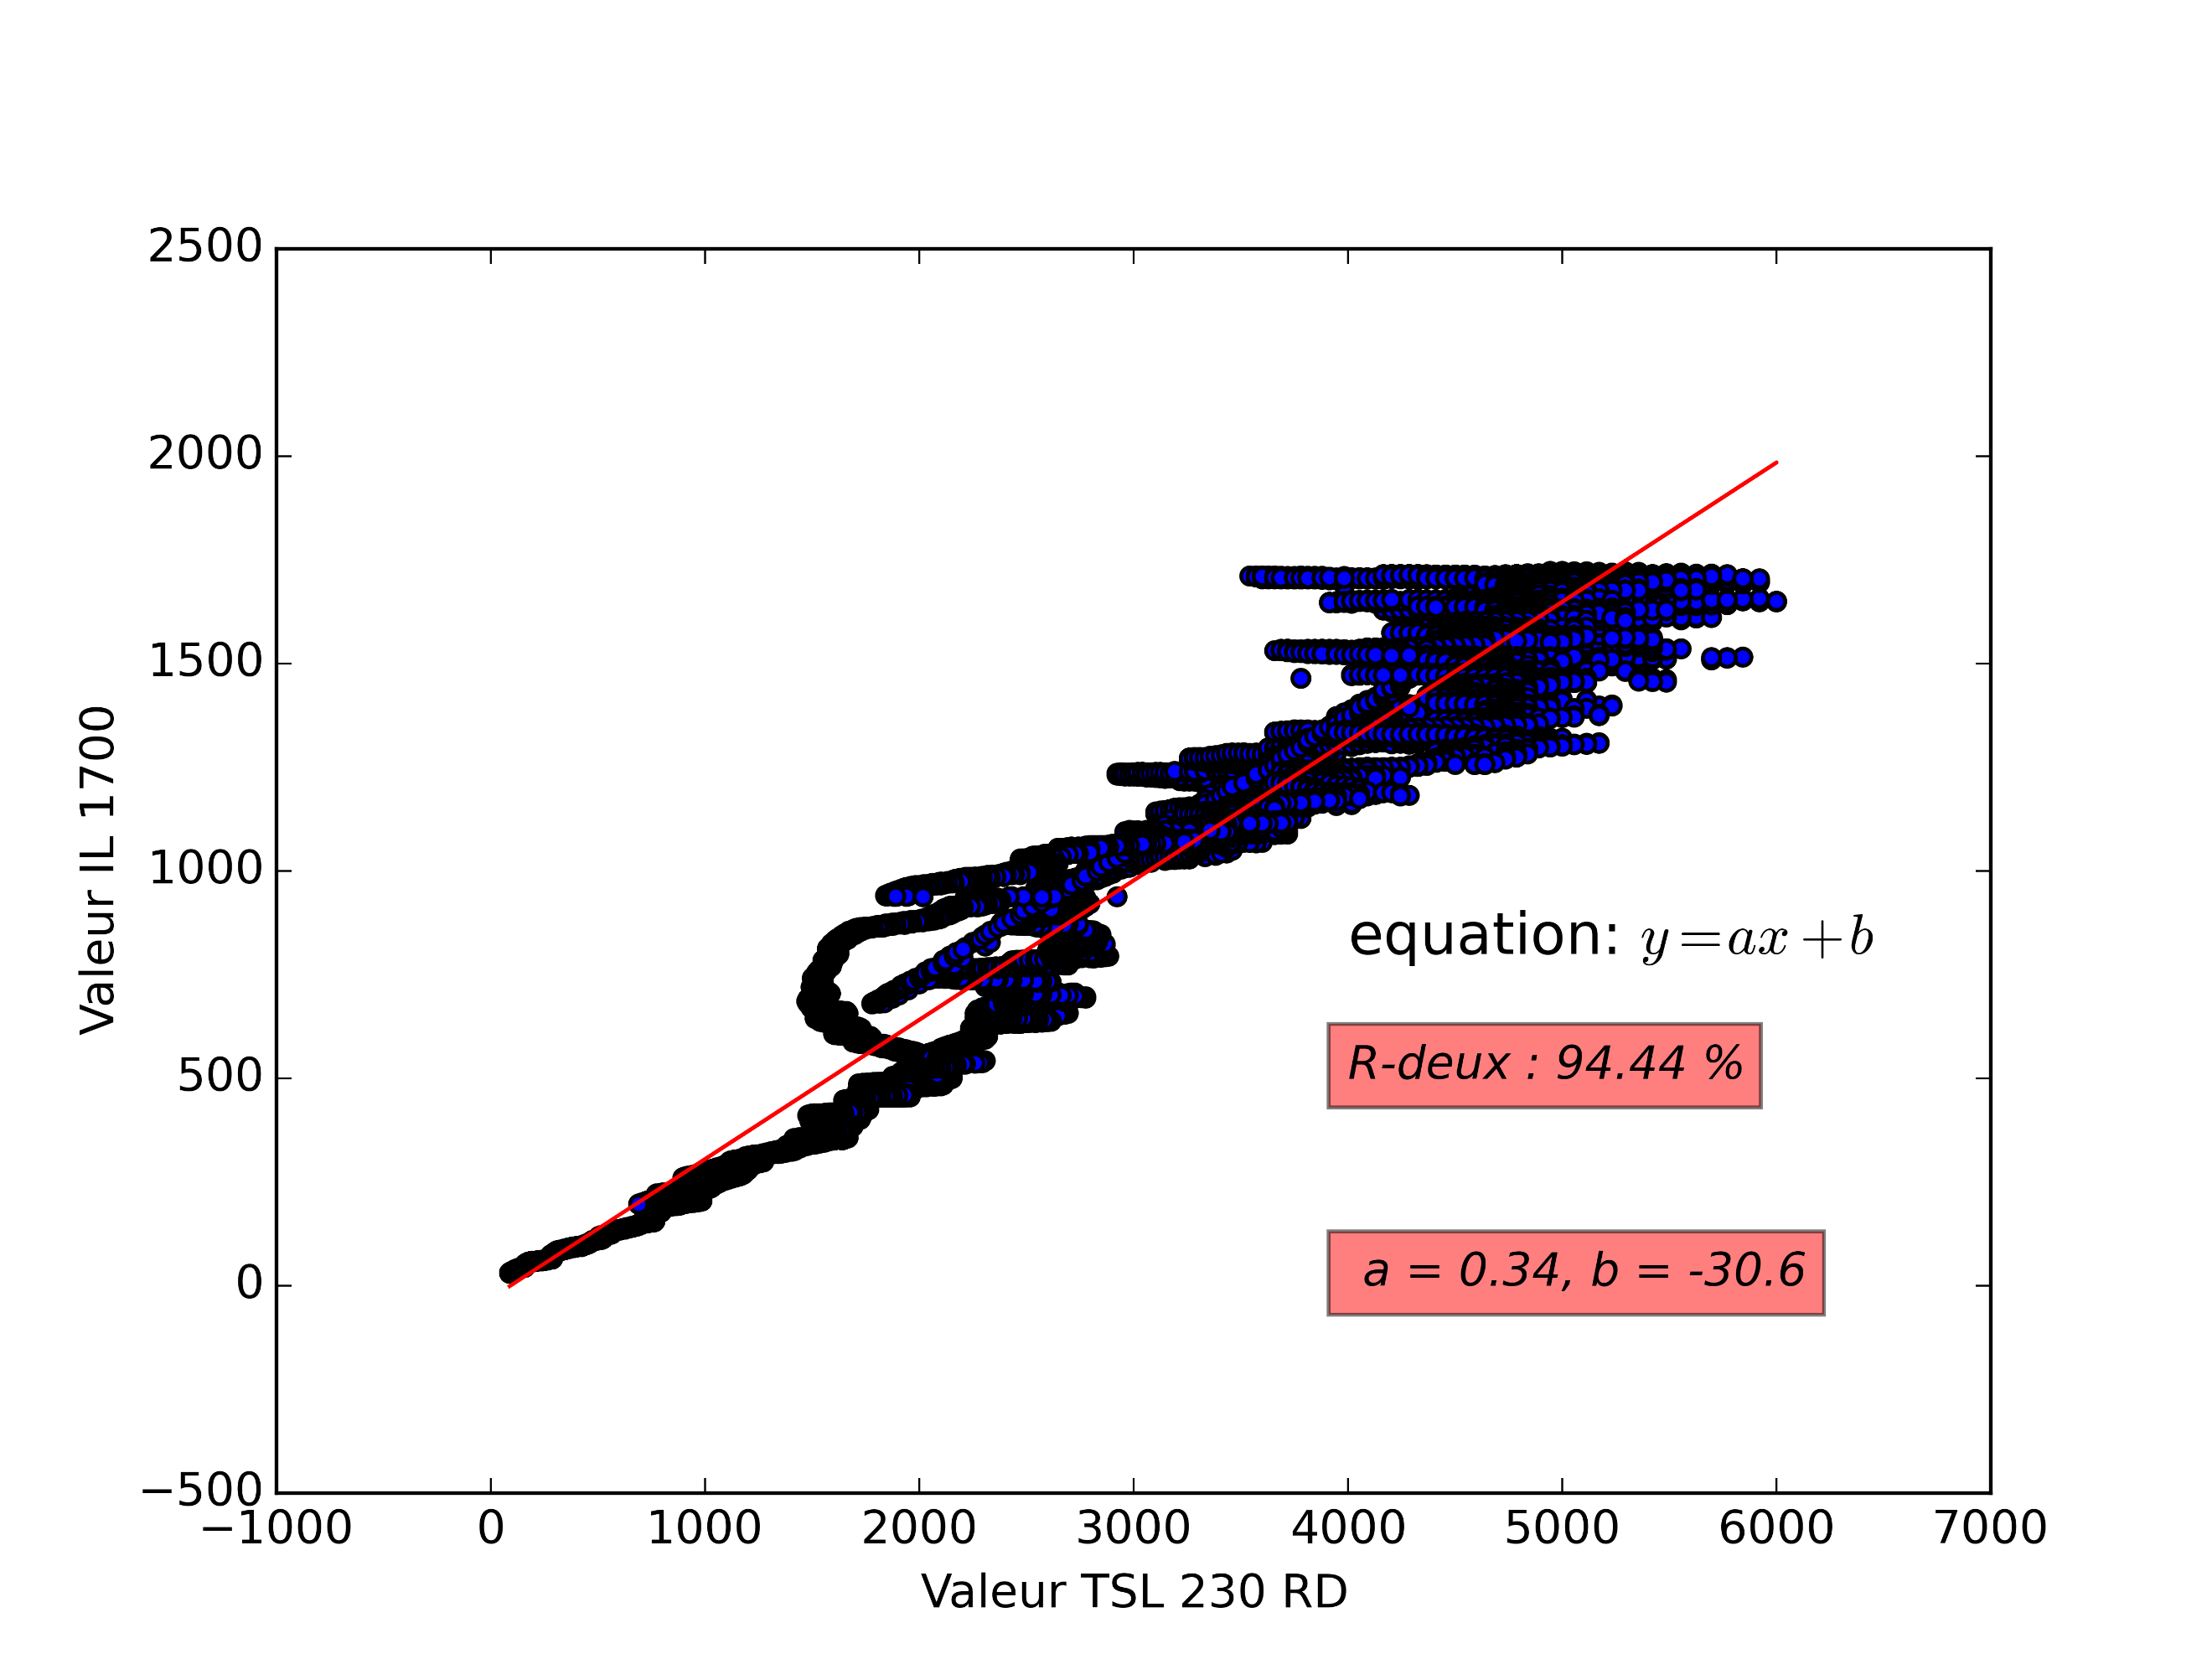 2500
2000
1500
1000
500
0
−500
Valeur IL 1700
equation: y=ax+b
R-deux : 94.44 %
a = 0.34, b = -30.6
−1000 0 1000 2000 3000 4000 5000 6000 7000
Valeur TSL 230 RD